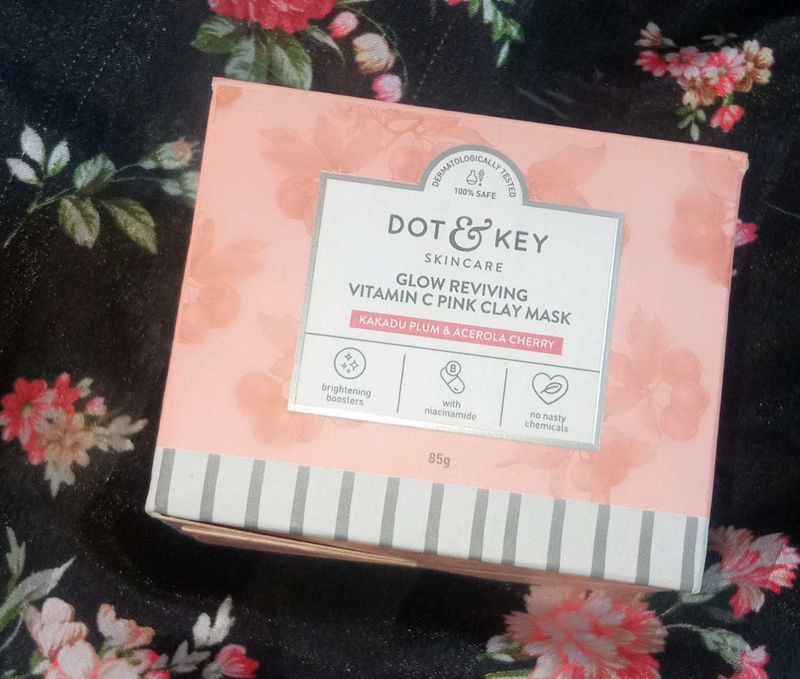 DERMATOLOGICALLY TESTED
100% SAFE
DOT & KEY
SKINCARE
GLOW REVIVING
VITAMIN C PINK CLAY MASK
KAKADU PLUM & ACEROLA CHERRY
brightening
boosters
B
with
niacinamide
no nasty
chemicals
85g